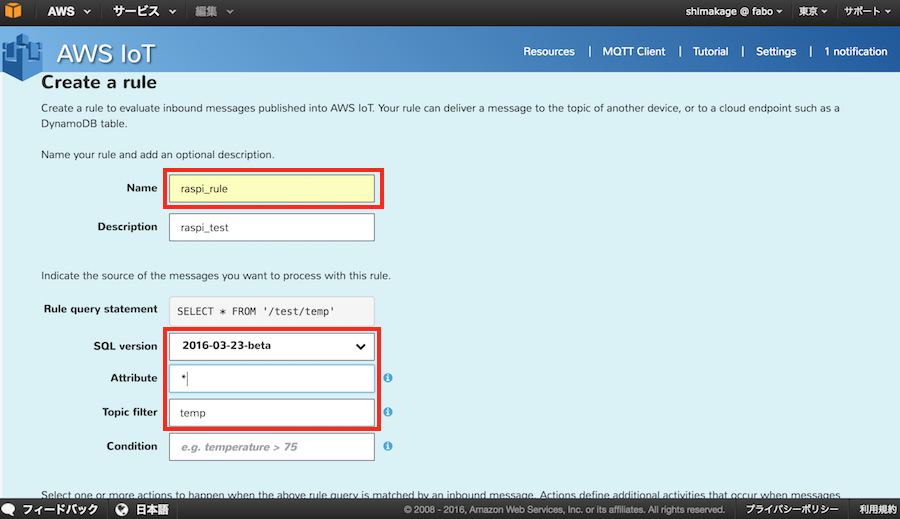 AWS サービス 編集 shimakage @ fabo 東京 サポート
AWS IoT Resources MQTT Client Tutorial Settings 1 notification
Create a rule
Create a rule to evaluate inbound messages published into AWS IoT. Your rule can deliver a message to the topic of another device, or to a cloud endpoint such as a
DynamoDB table.
Name your rule and add an optional description.
Name raspi_rule
Description raspi_test
Indicate the source of the messages you want to process with this rule.
Rule query statement SELECT * FROM '/test/temp'
SQL version 2016-03-23-beta
Attribute *
Topic filter temp
Condition e.g. temperature > 75
Select one or more actions to happen when the above rule query is matched by an inbound message. Actions define additional activities that occur when messages
フィードバック 日本語 © 2008 - 2016, Amazon Web Services, Inc. or its affiliates. All rights reserved. プライバシーポリシー 利用規約